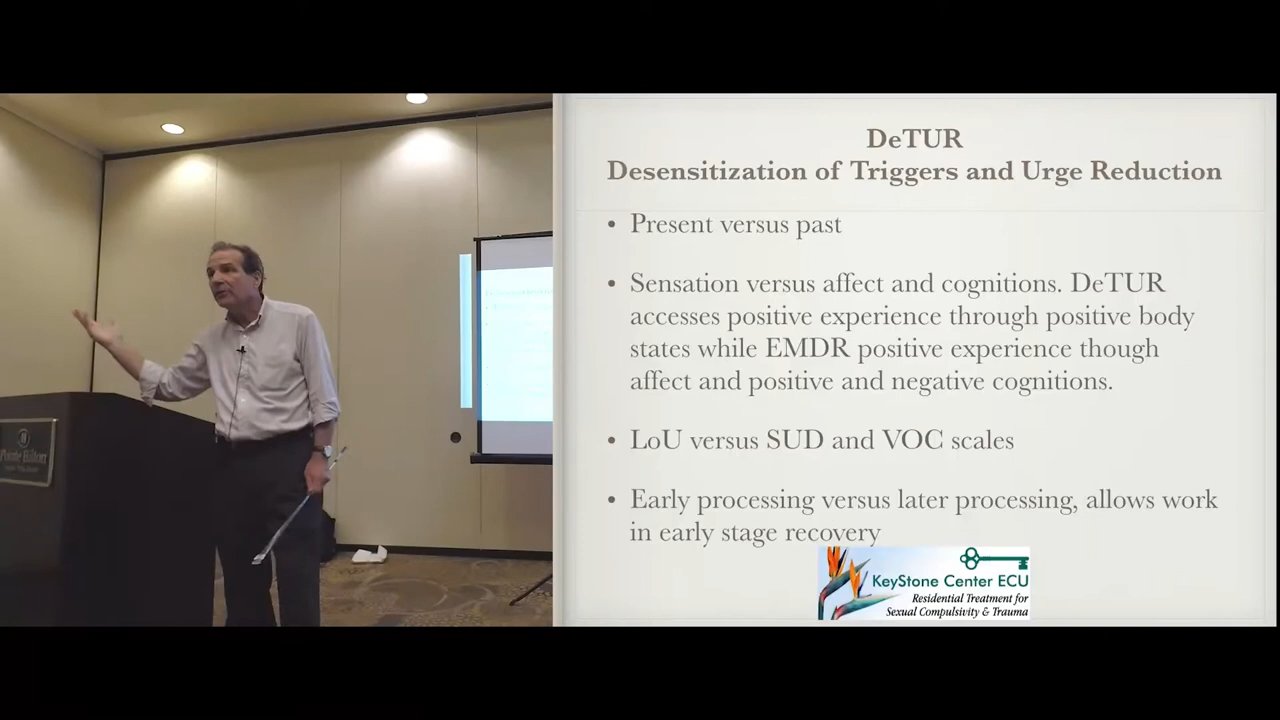 DeTUR
Desensitization of Triggers and Urge Reduction
• Present versus past
• Sensation versus affect and cognitions. DeTUR
accesses positive experience through positive body
states while EMDR positive experience though
affect and positive and negative cognitions.
• LoU versus SUD and VOC scales
• Early processing versus later processing, allows work
in early stage recovery
KeyStone Center ECU
Residential Treatment for
Sexual Compulsivity & Trauma
Pointe Hilton